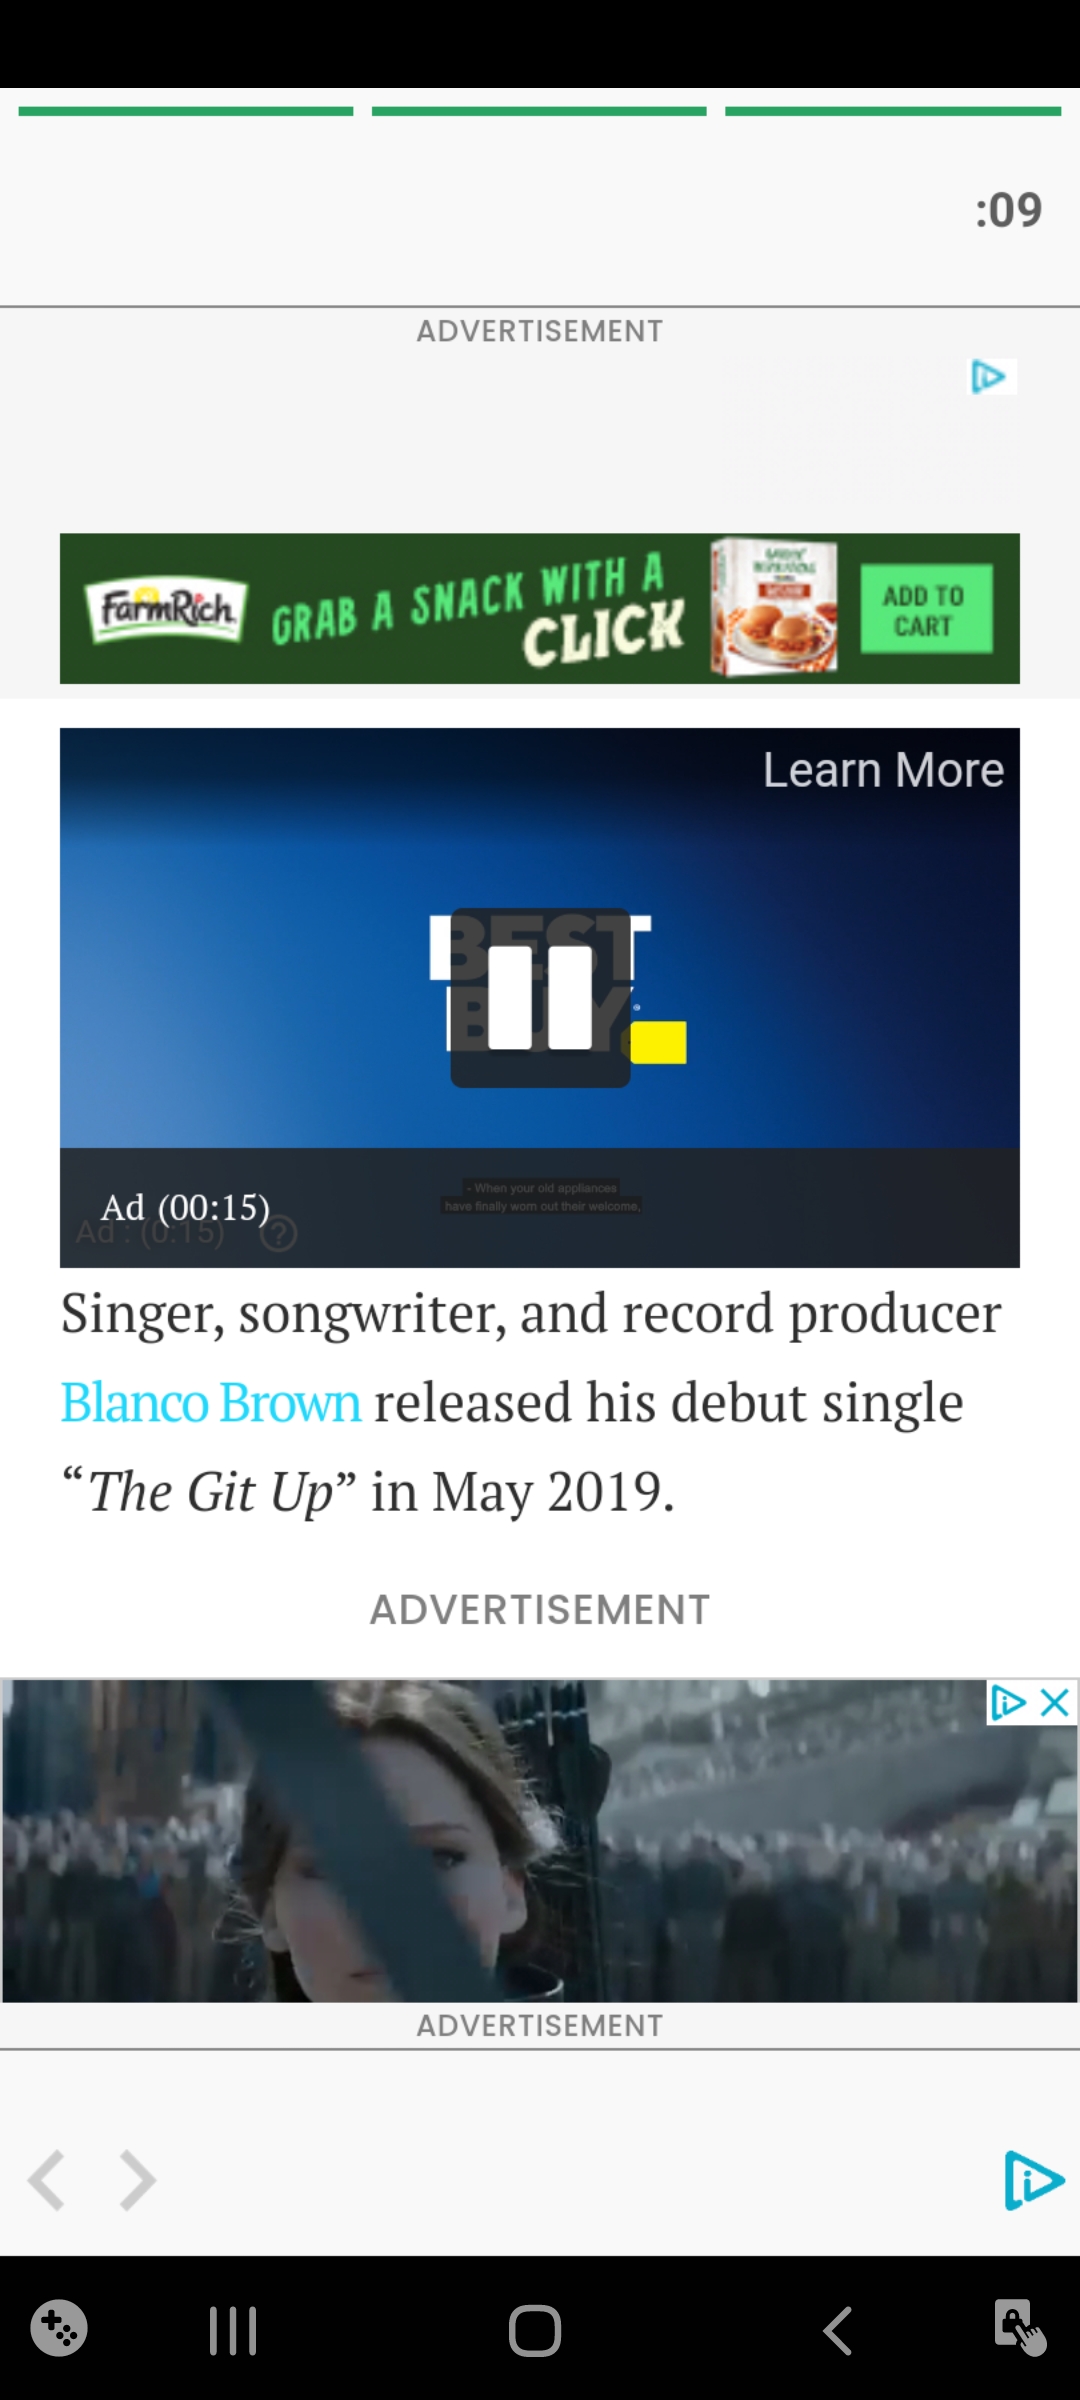 :09
ADVERTISEMENT
FarmRich
GRAB A SNACK WITH A
CLICK
ADD TO
CART
Learn More
BEST
BUY
- When your old appliances
have finally worn out their welcome,
Ad (00:15)
Ad : (0:15)
Singer, songwriter, and record producer
Blanco Brown released his debut single
“The Git Up” in May 2019.
ADVERTISEMENT
ADVERTISEMENT